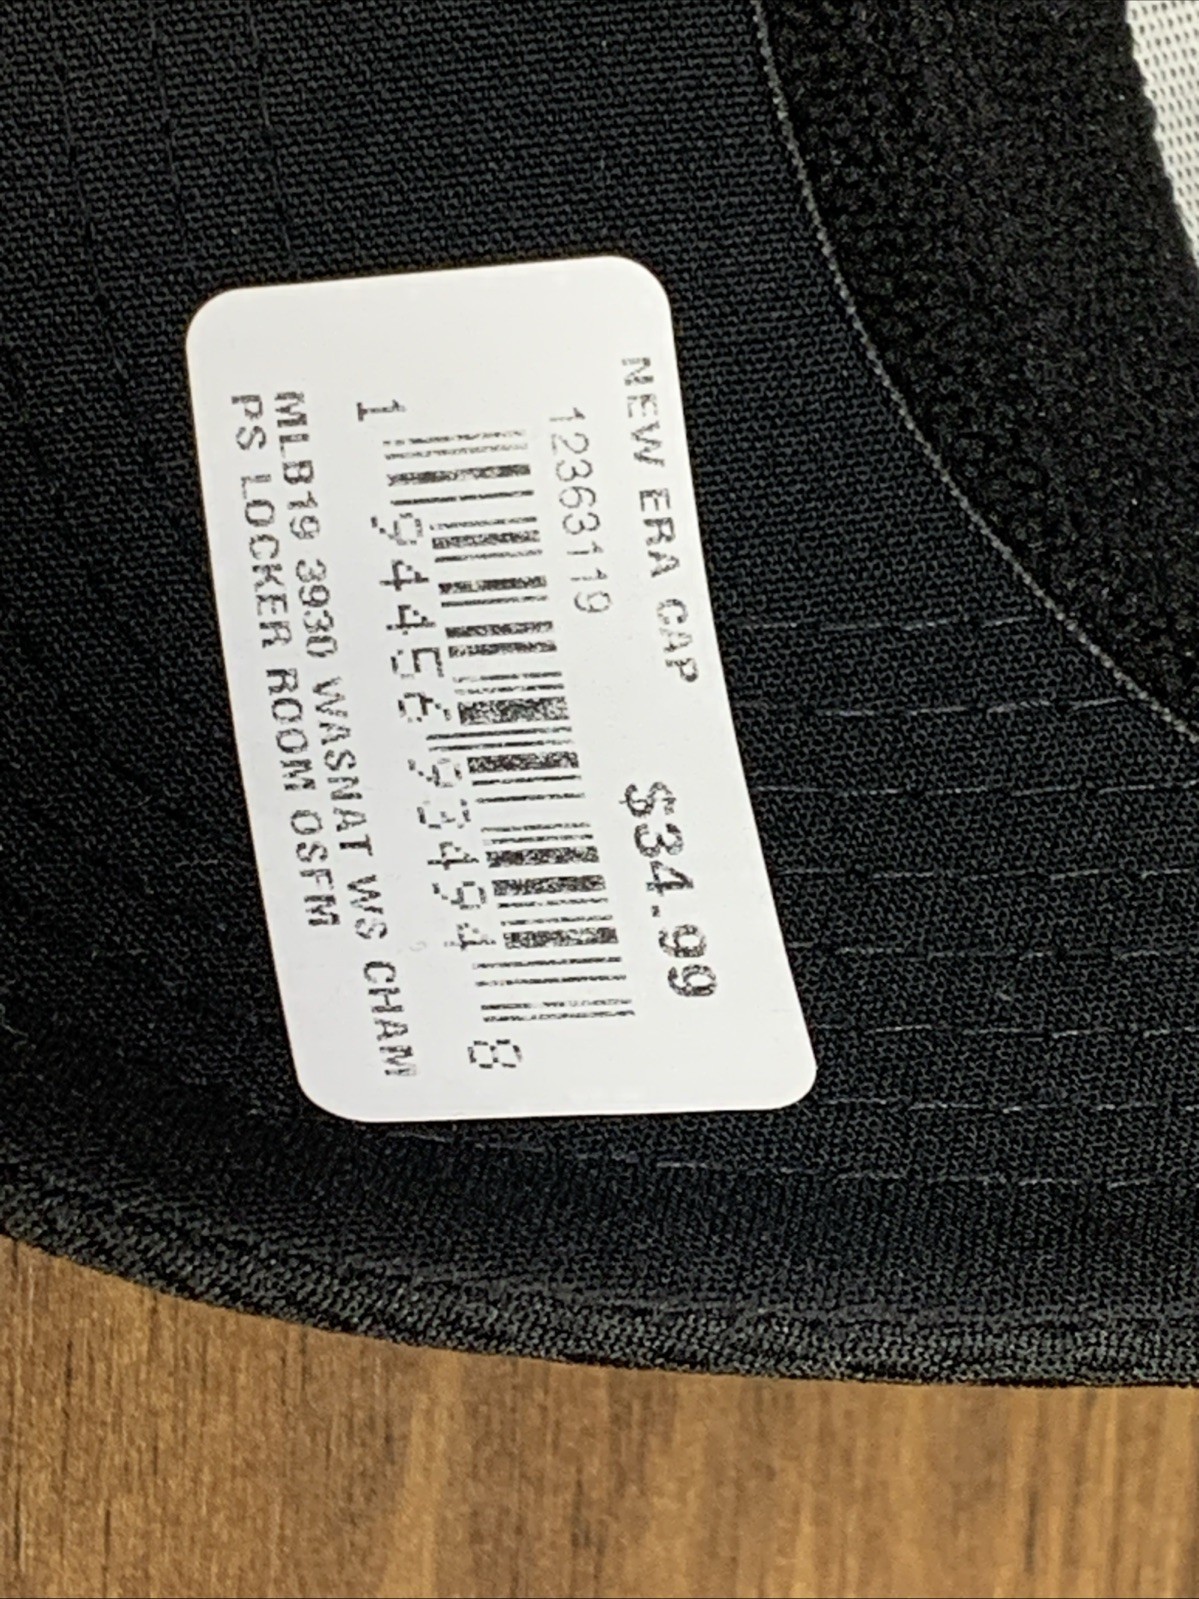 NEW ERA CAP $34.99
12363119
1 94456 93494 8
MLB19 3930 WASNAT WS CHAM
PS LOCKER ROOM OSFM